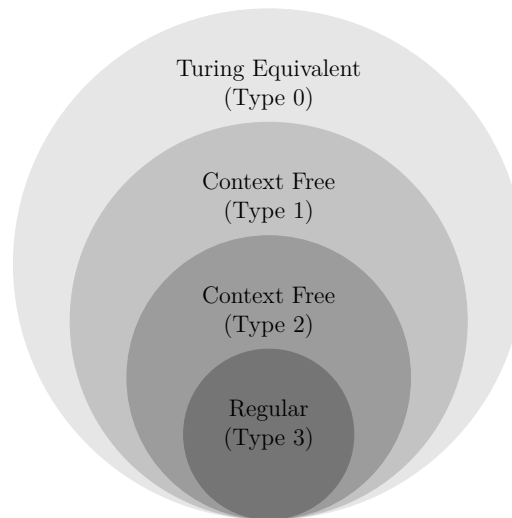 Turing Equivalent
(Type 0)
Context Free
(Type 1)
Context Free
(Type 2)
Regular
(Type 3)